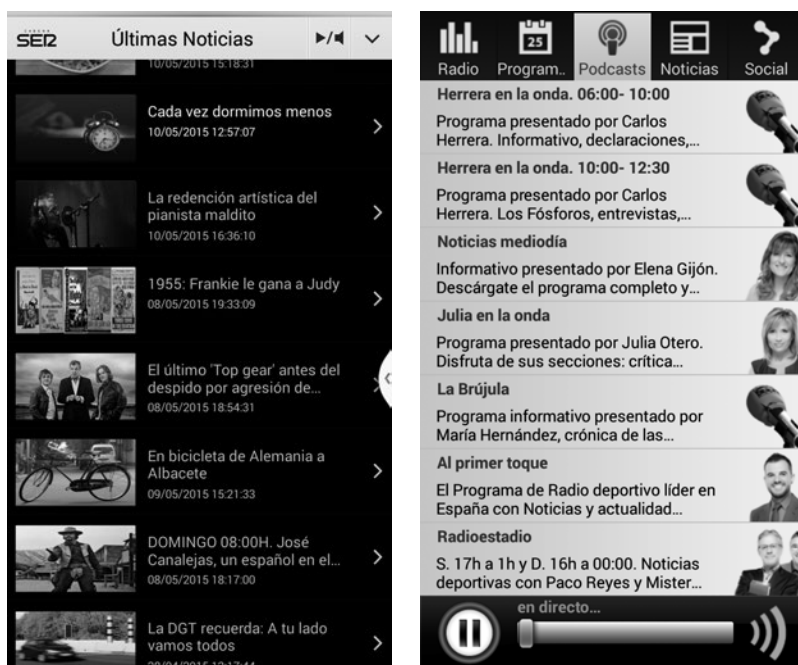 CADENA
SER
Últimas Noticias
10/05/2015 15:18:31
Cada vez dormimos menos
10/05/2015 12:57:07
La redención artística del
pianista maldito
10/05/2015 16:36:10
1955: Frankie le gana a Judy
08/05/2015 19:33:09
El último 'Top gear' antes del
despido por agresión de...
08/05/2015 18:54:31
En bicicleta de Alemania a
Albacete
09/05/2015 15:21:33
DOMINGO 08:00H. José
Canalejas, un español en el...
08/05/2015 18:17:00
La DGT recuerda: A tu lado
vamos todos
25
Radio Program.. Podcasts Noticias Social
Herrera en la onda. 06:00- 10:00
Programa presentado por Carlos
Herrera. Informativo, declaraciones,...
Herrera en la onda. 10:00- 12:30
Programa presentado por Carlos
Herrera. Los Fósforos, entrevistas,...
Noticias mediodía
Informativo presentado por Elena Gijón.
Descárgate el programa completo y...
Julia en la onda
Programa presentado por Julia Otero.
Disfruta de sus secciones: crítica...
La Brújula
Programa informativo presentado por
María Hernández, crónica de las...
Al primer toque
El Programa de Radio deportivo líder en
España con Noticias y actualidad...
Radioestadio
S. 17h a 1h y D. 16h a 00:00. Noticias
deportivas con Paco Reyes y Mister...
en directo...